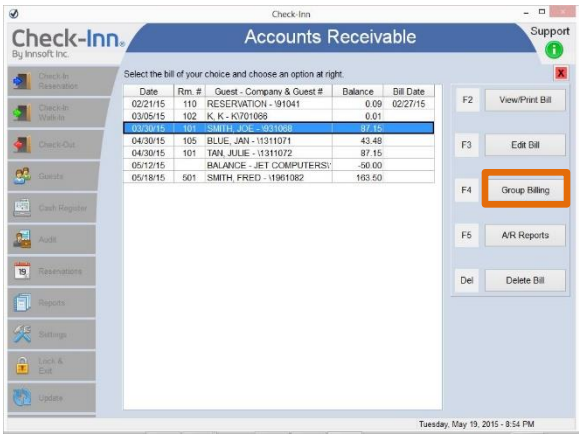 Check-Inn
Check-Inn®
By Innsoft Inc.
Accounts Receivable
Support
Select the bill of your choice and choose an option at right.
X
Date Rm. # Guest - Company & Guest # Balance Bill Date
02/21/15 110 RESERVATION - \91041 0.09 02/27/15
03/05/15 102 K, K - K\701066 0.01
03/30/15 101 SMITH, JOE - \931068 87.15
04/30/15 105 BLUE, JAN - \1311071 43.48
04/30/15 101 TAN, JULIE - \1311072 87.15
05/12/15 BALANCE - JET COMPUTERS\: -50.00
05/18/15 501 SMITH, FRED - \1961082 163.50
Check In
Reservation
Check-In
Walk-In
Check Out
Guests
Cash Register
Audit
19
Reservations
Reports
Settings
Lock &
Exit
Update
F2 View/Print Bill
F3 Edit Bill
F4 Group Billing
F5 A/R Reports
Del Delete Bill
Tuesday, May 19, 2015 - 8:54 PM